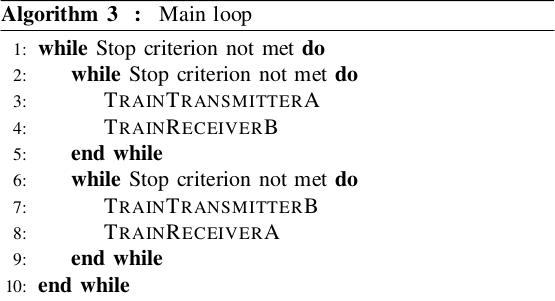 Algorithm 3 : Main loop
1: while Stop criterion not met do
2: while Stop criterion not met do
3: TRAINTRANSMITTERA
4: TRAINRECEIVERB
5: end while
6: while Stop criterion not met do
7: TRAINTRANSMITTERB
8: TRAINRECEIVERA
9: end while
10: end while